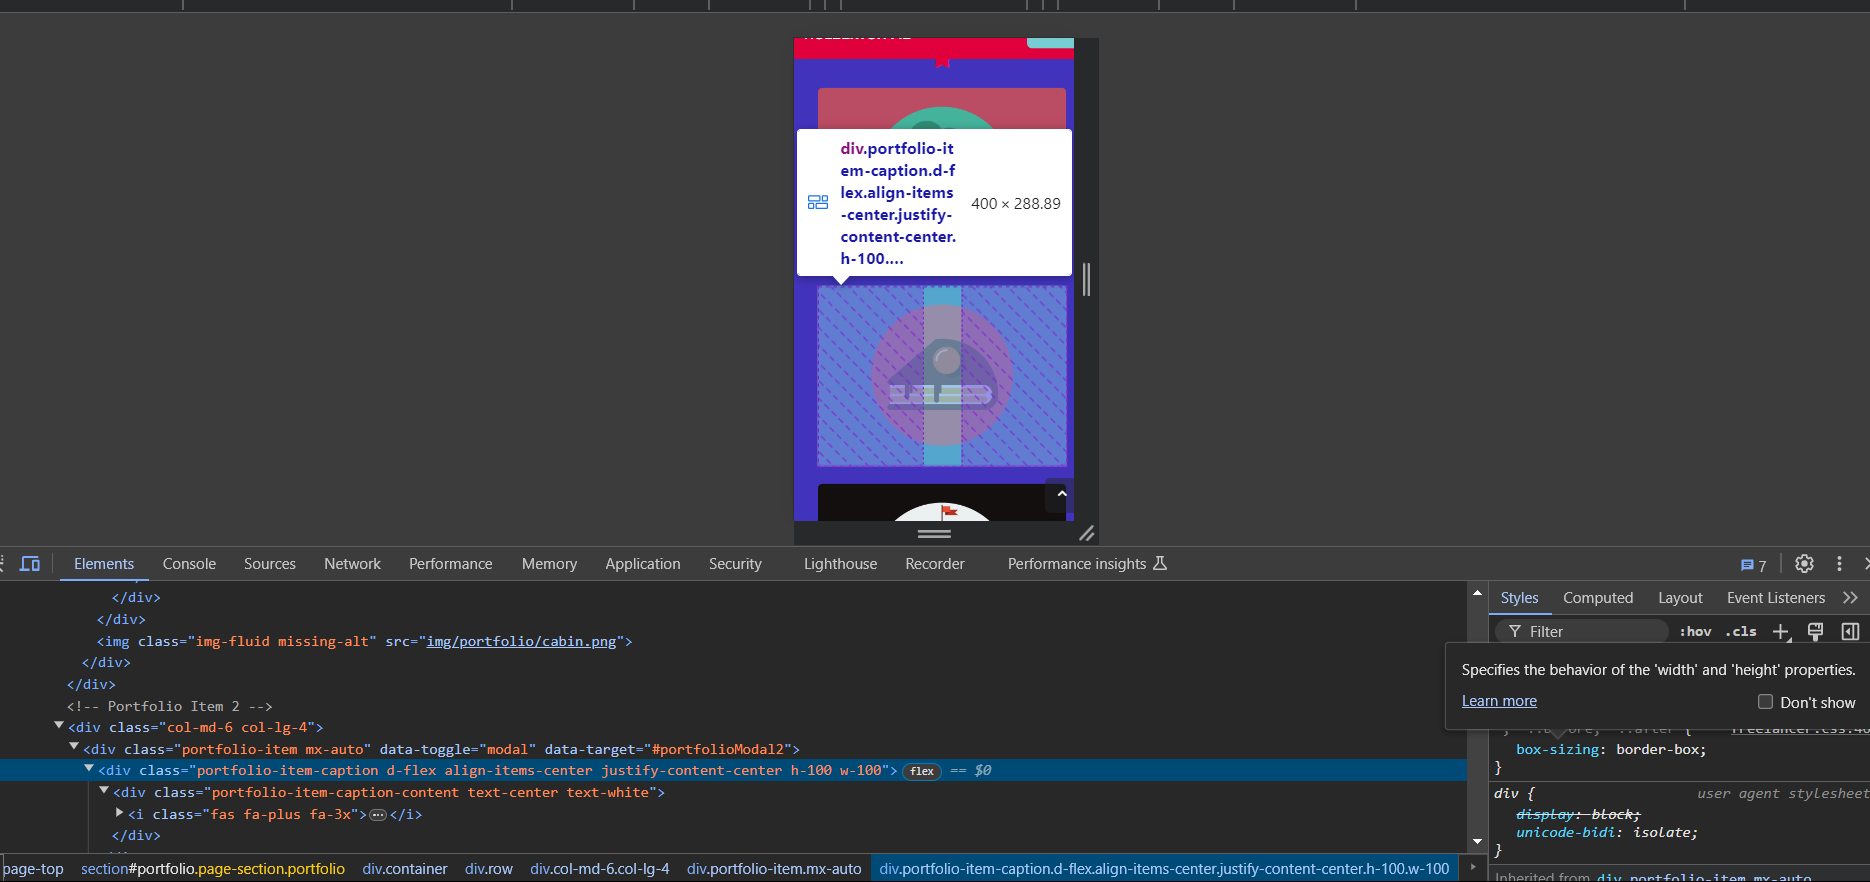 div.portfolio-it
em-caption.d-f
lex.align-items
-center.justify-
content-center.
h-100....
400 × 288.89
Elements Console Sources Network Performance Memory Application Security Lighthouse Recorder Performance insights 7
</div>
</div>
<img class="img-fluid missing-alt" src="img/portfolio/cabin.png">
</div>
</div>
<!-- Portfolio Item 2 -->
<div class="col-md-6 col-lg-4">
<div class="portfolio-item mx-auto" data-toggle="modal" data-target="#portfolioModal2">
<div class="portfolio-item-caption d-flex align-items-center justify-content-center h-100 w-100"> flex == $0
<div class="portfolio-item-caption-content text-center text-white">
<i class="fas fa-plus fa-3x">…</i>
</div>
page-top section#portfolio.page-section.portfolio div.container div.row div.col-md-6.col-lg-4 div.portfolio-item.mx-auto div.portfolio-item-caption.d-flex.align-items-center.justify-content-center.h-100.w-100
Styles Computed Layout Event Listeners
Filter :hov .cls
Specifies the behavior of the 'width' and 'height' properties.
Learn more Don't show
box-sizing: border-box;
}
div { user agent stylesheet
display: block;
unicode-bidi: isolate;
}
Inherited from div.portfolio-item.mx-auto